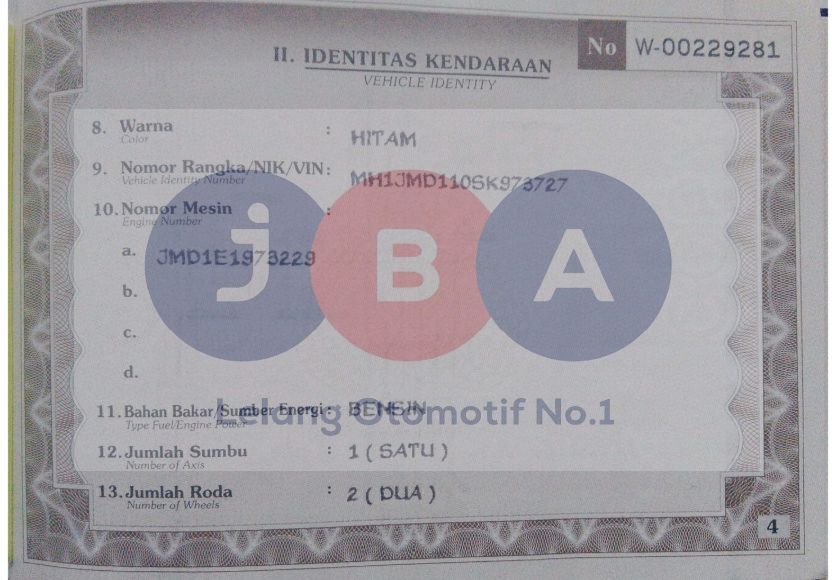 II. IDENTITAS KENDARAAN
VEHICLE IDENTITY
No W-00229281
8. Warna : HITAM
Color
9. Nomor Rangka/NIK/VIN: MH1JMD110SK973727
Vehicle Identity Number
10. Nomor Mesin :
Engine Number
a. JMD1E1973229
b.
c.
d.
jBA
Lelang Otomotif No.1
11. Bahan Bakar/Sumber Energi: BENSIN
Type Fuel/Engine Power
12. Jumlah Sumbu : 1 ( SATU )
Number of Axis
13. Jumlah Roda : 2 ( DUA )
Number of Wheels
4